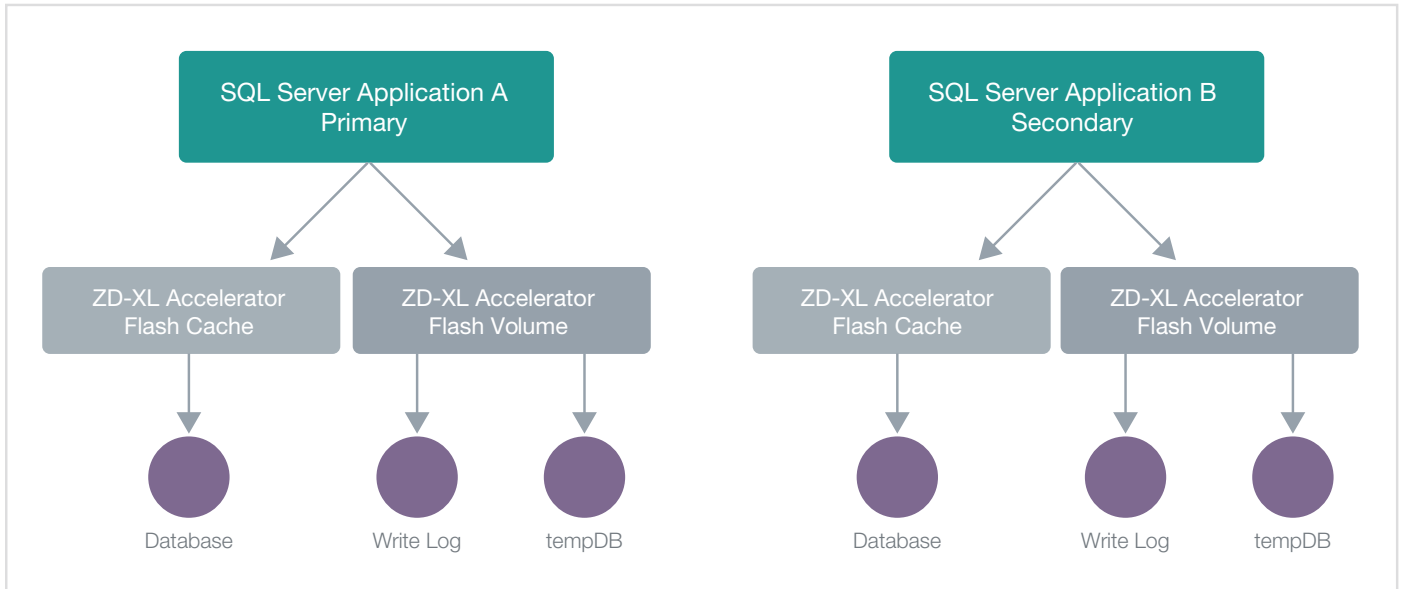 SQL Server Application A
Primary
SQL Server Application B
Secondary
ZD-XL Accelerator
Flash Cache
ZD-XL Accelerator
Flash Volume
ZD-XL Accelerator
Flash Cache
ZD-XL Accelerator
Flash Volume
Database
Write Log
tempDB
Database
Write Log
tempDB